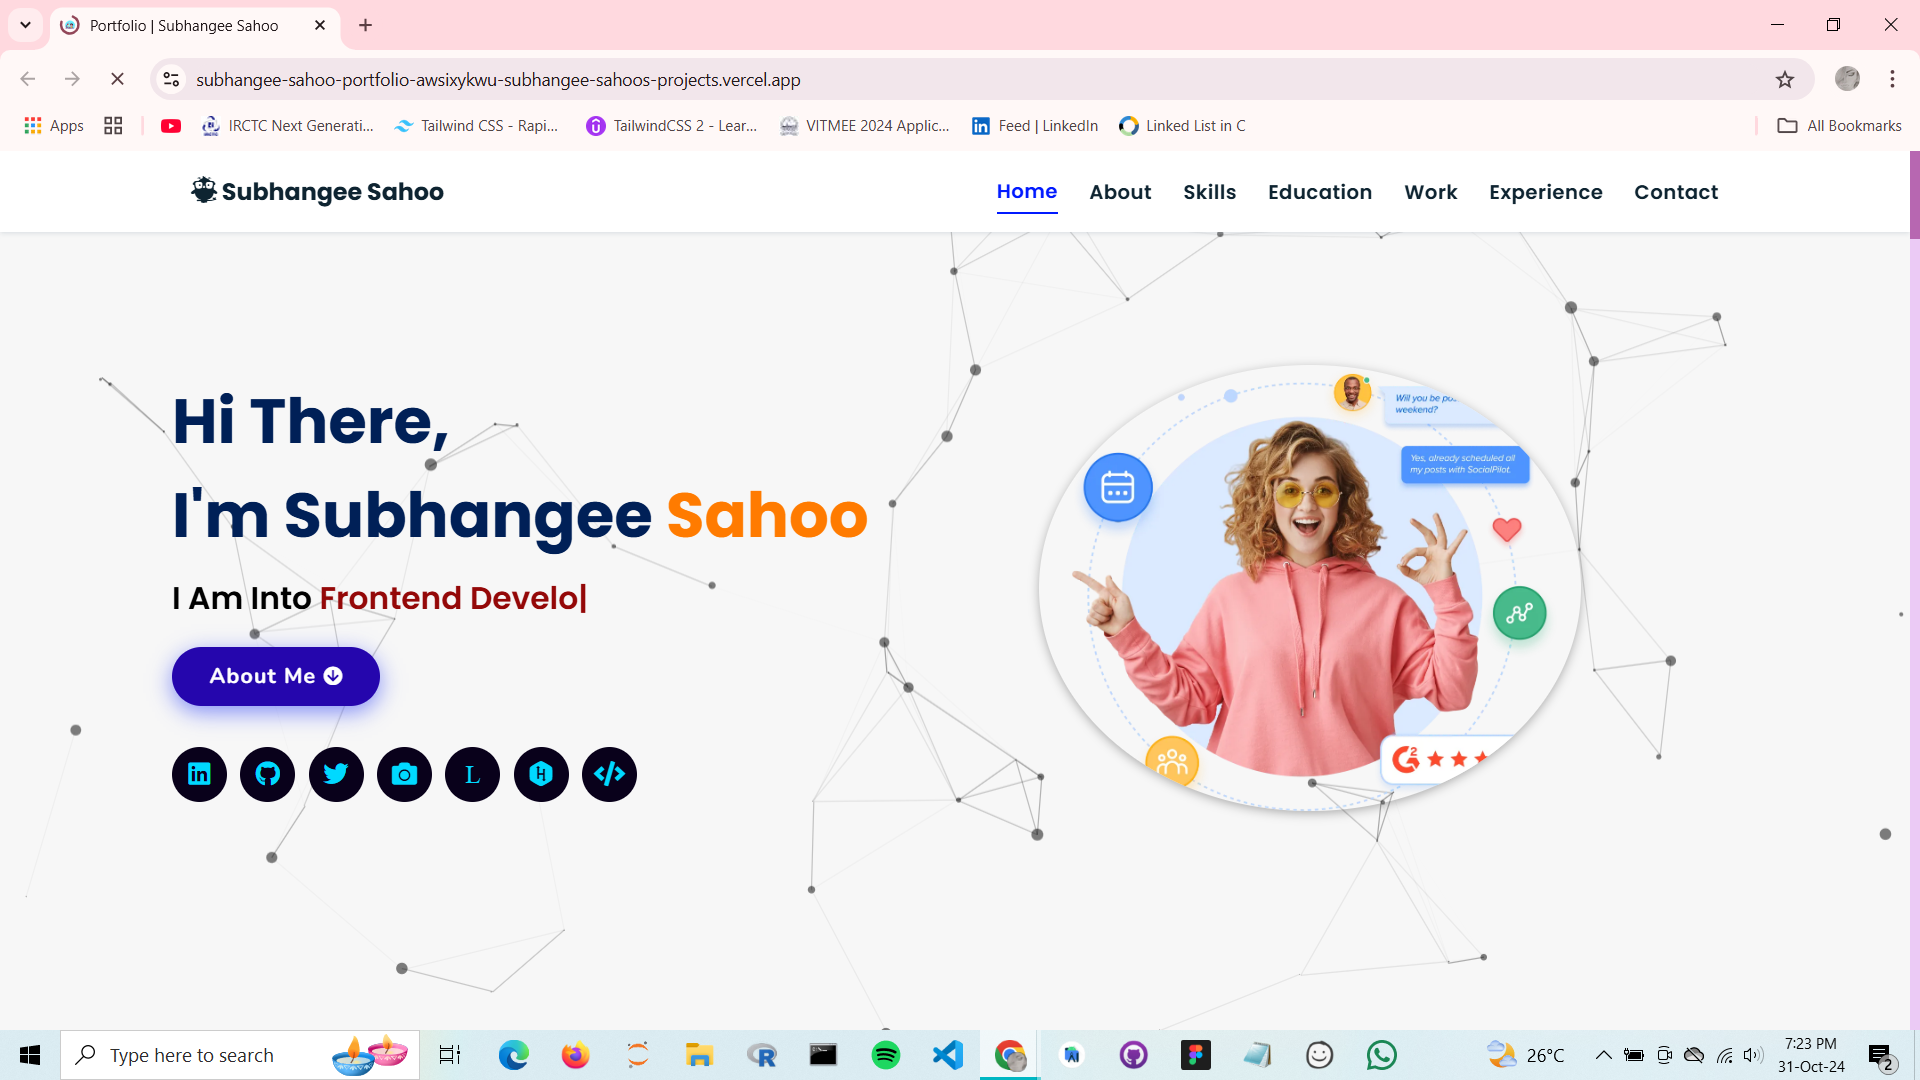 Portfolio | Subhangee Sahoo
subhangee-sahoo-portfolio-awsixykwu-subhangee-sahoos-projects.vercel.app
Apps
IRCTC Next Generati...
Tailwind CSS - Rapi...
TailwindCSS 2 - Lear...
VITMEE 2024 Applic...
Feed | LinkedIn
Linked List in C
All Bookmarks
Subhangee Sahoo
Home About Skills Education Work Experience Contact
Hi There,
I'm Subhangee Sahoo
I Am Into Frontend Develo|
About Me
L
Will you be
weekend?
Yes, already scheduled all
my posts with SocialPilot.
G2
Type here to search
26°C
7:23 PM
31-Oct-24
2